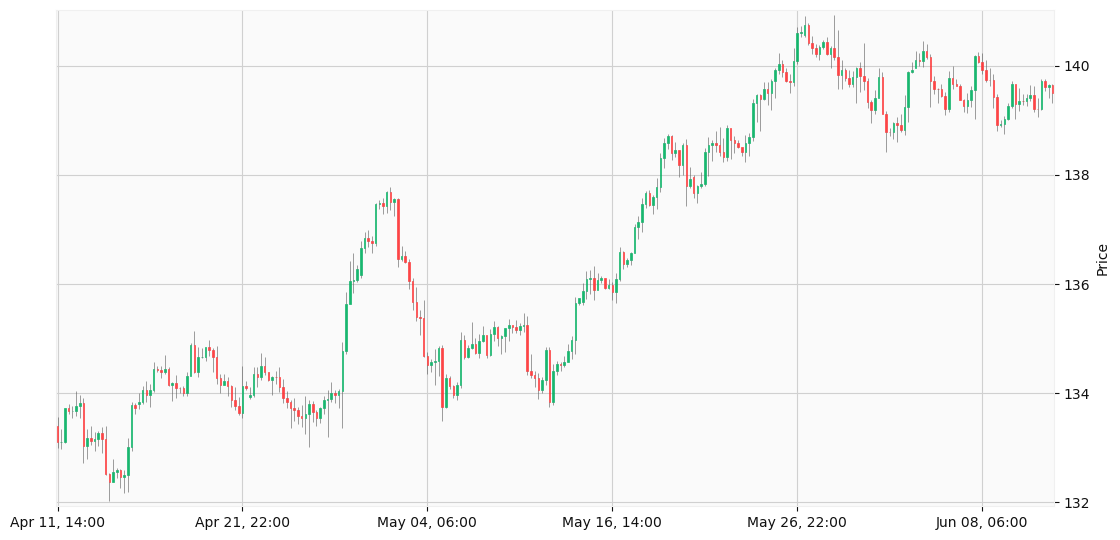 140
138
136
134
132
Price
Apr 11, 14:00
Apr 21, 22:00
May 04, 06:00
May 16, 14:00
May 26, 22:00
Jun 08, 06:00